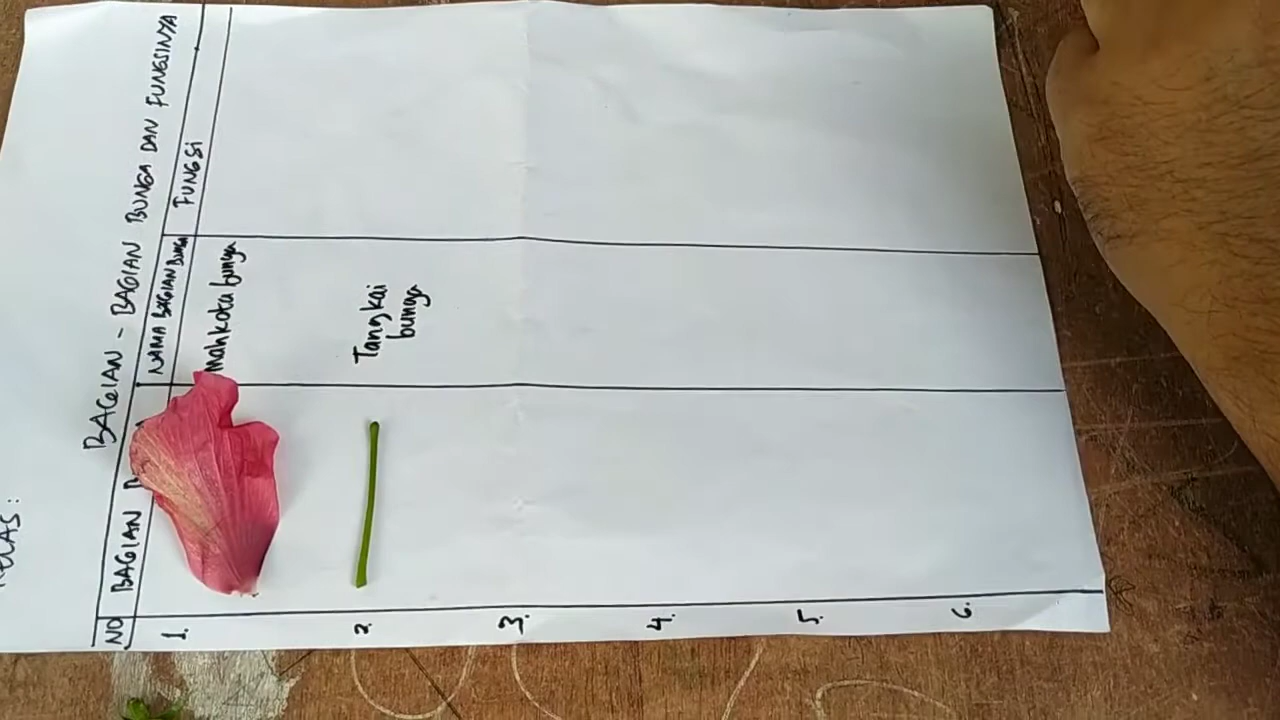 KELAS :
BAGIAN - BAGIAN BUNGA DAN FUNGSINYA
NO BAGIAN NAMA BAGIAN BUNGA FUNGSI
1. mahkota bunga
2. Tangkai
bunga
3.
4.
5.
6.